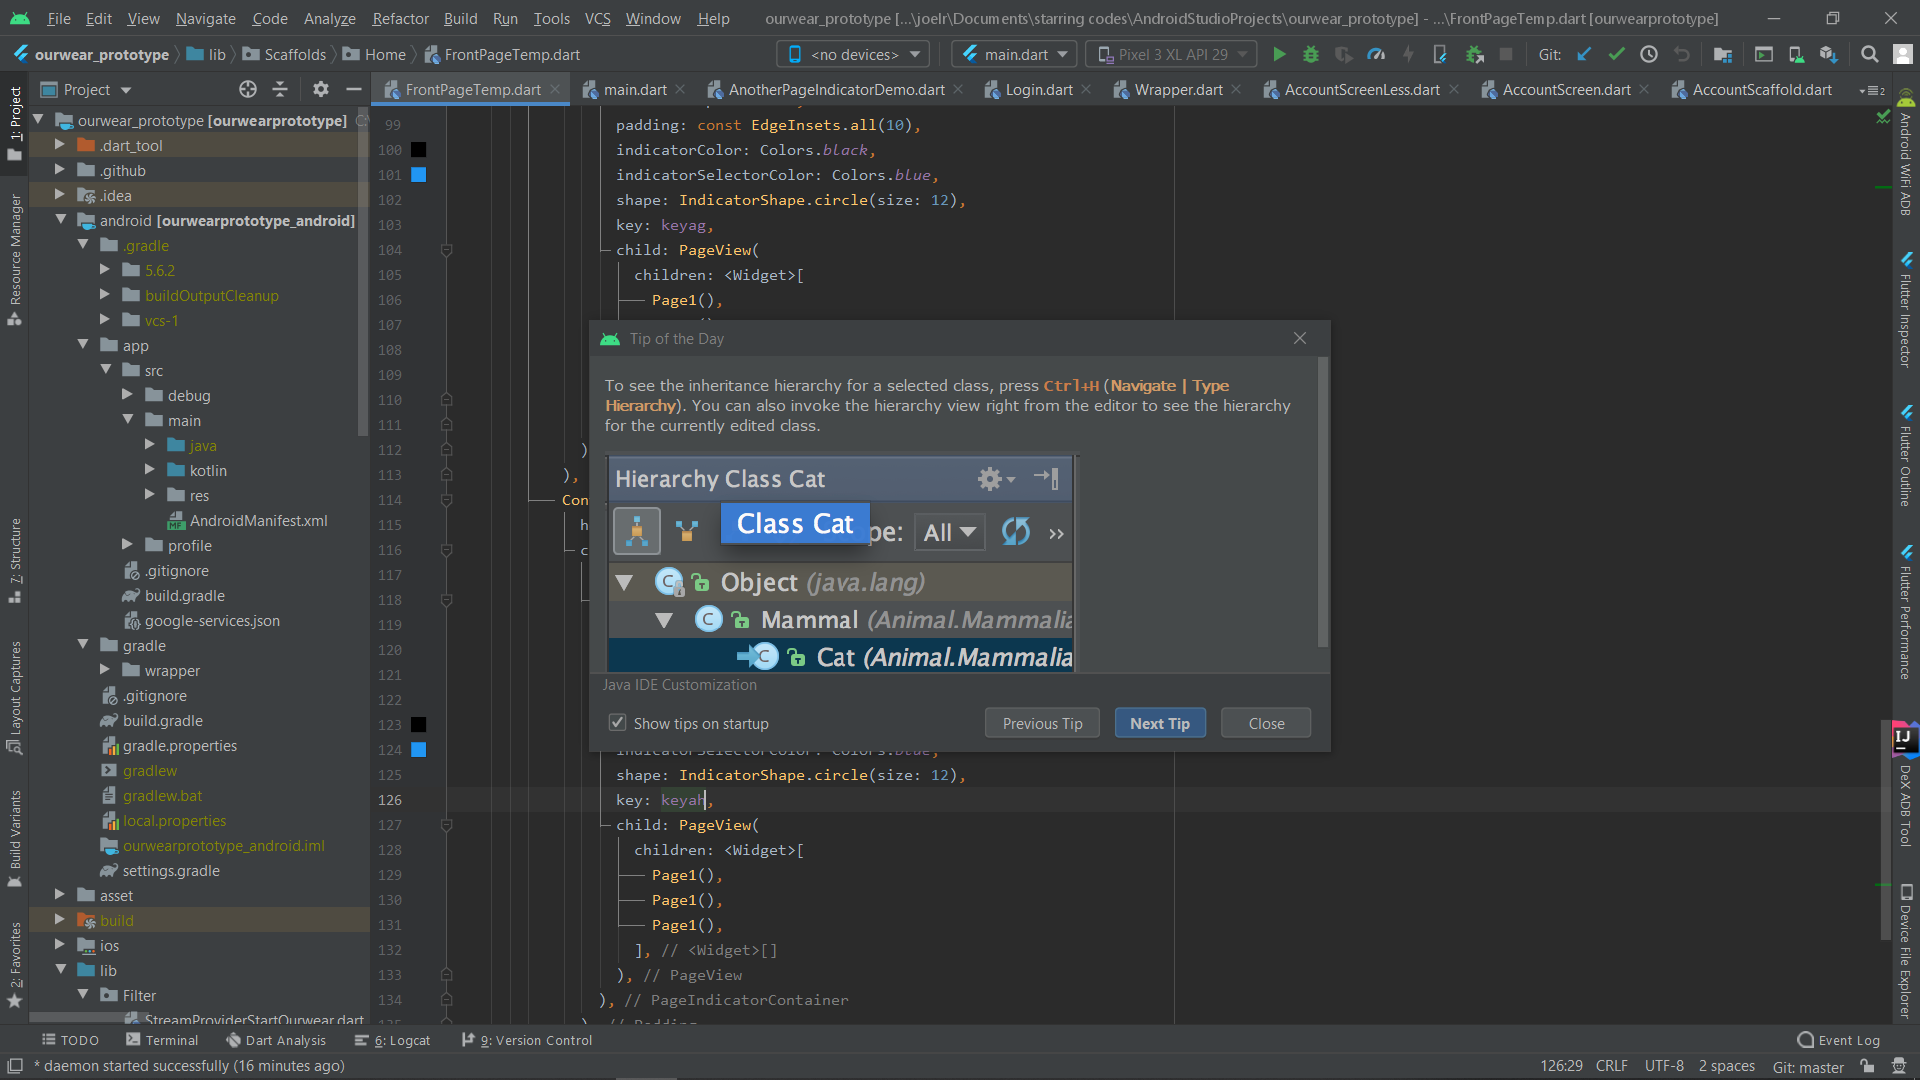 File Edit View Navigate Code Analyze Refactor Build Run Tools VCS Window Help ourwear_prototype [...\joelr\Documents\starring codes\AndroidStudioProjects\ourwear_prototype] - ...\FrontPageTemp.dart [ourwearprototype]
ourwear_prototype lib Scaffolds Home FrontPageTemp.dart <no devices> main.dart Pixel 3 XL API 29 Git:
Project FrontPageTemp.dart main.dart AnotherPageIndicatorDemo.dart Login.dart Wrapper.dart AccountScreenLess.dart AccountScreen.dart AccountScaffold.dart 2
1: Project
Resource Manager
7: Structure
Layout Captures
Build Variants
2: Favorites
ourwear_prototype [ourwearprototype]
.dart_tool
.github
.idea
android [ourwearprototype_android]
.gradle
5.6.2
buildOutputCleanup
vcs-1
app
src
debug
main
java
kotlin
res
MF AndroidManifest.xml
profile
.gitignore
build.gradle
google-services.json
gradle
wrapper
.gitignore
build.gradle
gradle.properties
gradlew
gradlew.bat
local.properties
ourwearprototype_android.iml
settings.gradle
asset
build
ios
lib
Filter
StreamProviderStartOurwear.dart
99 padding: const EdgeInsets.all(10),
100 indicatorColor: Colors.black,
101 indicatorSelectorColor: Colors.blue,
102 shape: IndicatorShape.circle(size: 12),
103 key: keyag,
104 child: PageView(
105 children: <Widget>[
106 Page1(),
107
108
109
110
111
112 )
113 ),
114 Con
115 h
116 c
117
118
119
120
121
122
123
124 indicatorSelectorColor: Colors.blue,
125 shape: IndicatorShape.circle(size: 12),
126 key: keyah,
127 child: PageView(
128 children: <Widget>[
129 Page1(),
130 Page1(),
131 Page1(),
132 ], // <Widget>[]
133 ), // PageView
134 ), // PageIndicatorContainer
135 ), // Padding
Tip of the Day
To see the inheritance hierarchy for a selected class, press Ctrl+H (Navigate | Type
Hierarchy). You can also invoke the hierarchy view right from the editor to see the hierarchy
for the currently edited class.
Hierarchy Class Cat
Class Cat pe: All
C Object (java.lang)
C Mammal (Animal.Mammalia
C Cat (Animal.Mammalia
Java IDE Customization
Show tips on startup Previous Tip Next Tip Close
Android WiFi ADB
Flutter Inspector
Flutter Outline
Flutter Performance
IJ
DeX ADB Tool
Device File Explorer
TODO Terminal Dart Analysis 6: Logcat 9: Version Control Event Log
* daemon started successfully (16 minutes ago) 126:29 CRLF UTF-8 2 spaces Git: master